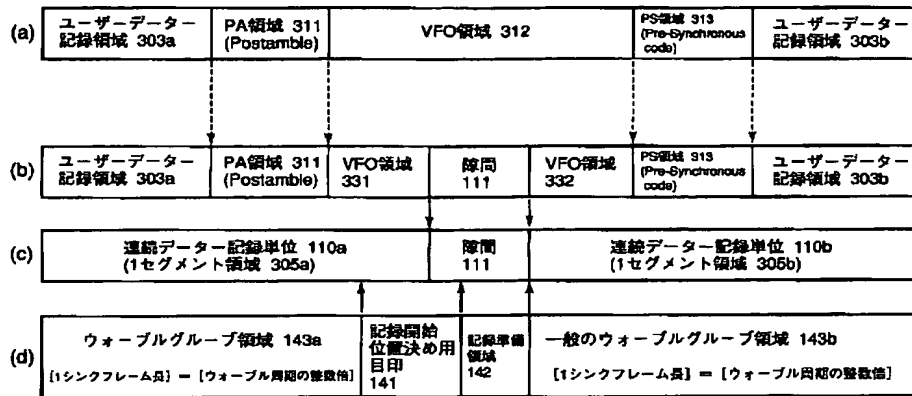 (a)
ユーザーデーター
記録領域 303a
PA領域 311
(Postamble)
VFO領域 312
PS領域 313
(Pre-Synchronous
code)
ユーザーデーター
記録領域 303b
(b)
ユーザーデーター
記録領域 303a
PA領域 311
(Postamble)
VFO領域
331
隙間
111
VFO領域
332
PS領域 313
(Pre-Synchronous
code)
ユーザーデーター
記録領域 303b
(c)
連続データー記録単位 110a
(1セグメント領域 305a)
隙間
111
連続データー記録単位 110b
(1セグメント領域 305b)
(d)
ウォーブルグルーブ領域 143a
[1シンクフレーム長] = [ウォーブル周期の整数倍]
記録開始
位置決め用
目印
141
記録準備
領域
142
一般のウォーブルグルーブ領域 143b
[1シンクフレーム長] = [ウォーブル周期の整数倍]